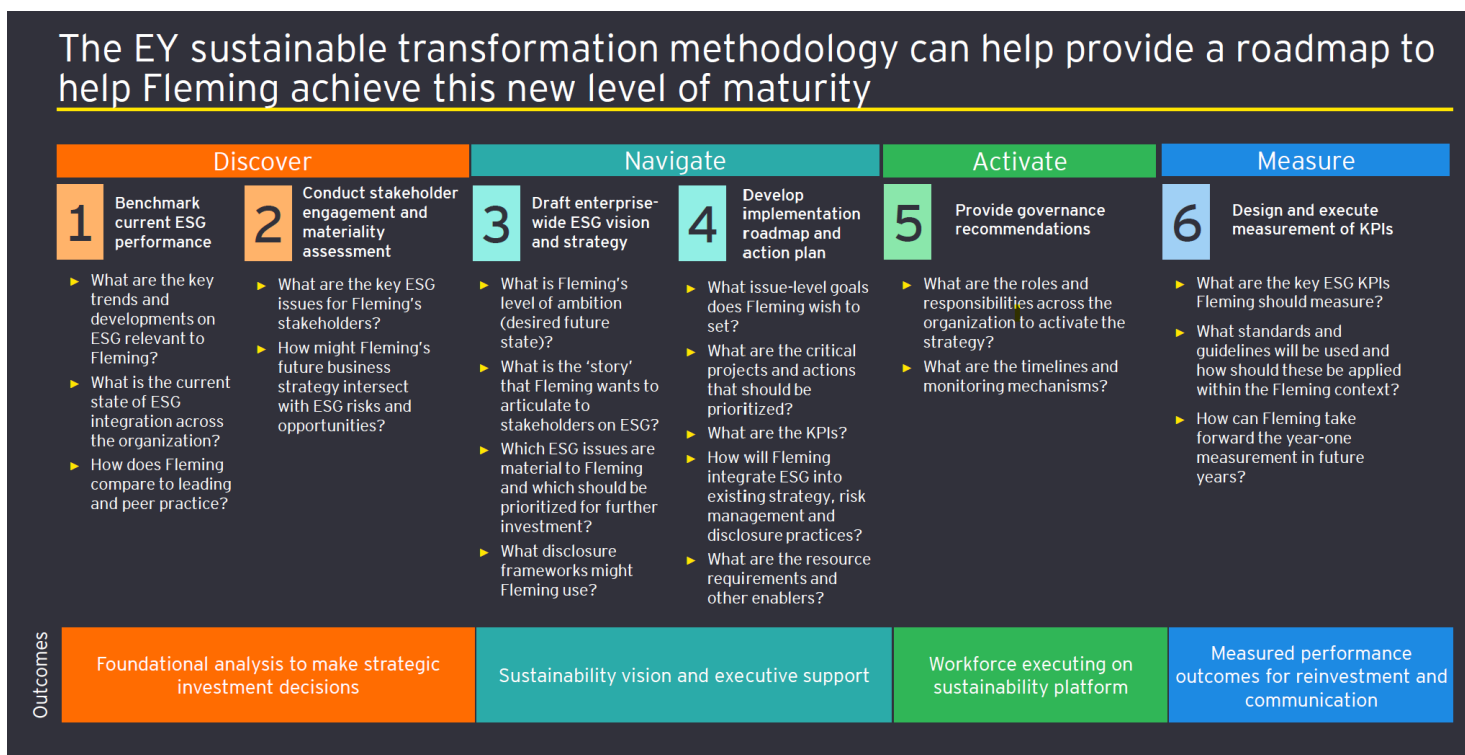 The EY sustainable transformation methodology can help provide a roadmap to
help Fleming achieve this new level of maturity
Discover
Navigate
Activate
Measure
1
Benchmark
current ESG
performance
2
Conduct stakeholder
engagement and
materiality
assessment
3
Draft enterprise-
wide ESG vision
and strategy
4
Develop
implementation
roadmap and
action plan
5
Provide governance
recommendations
6
Design and execute
measurement of KPIs
► What are the key
trends and
developments on
ESG relevant to
Fleming?
► What is the current
state of ESG
integration across
the organization?
► How does Fleming
compare to leading
and peer practice?
► What are the key ESG
issues for Fleming's
stakeholders?
► How might Fleming's
future business
strategy intersect
with ESG risks and
opportunities?
► What is Fleming's
level of ambition
(desired future
state)?
► What is the 'story'
that Fleming wants to
articulate to
stakeholders on ESG?
► Which ESG issues are
material to Fleming
and which should be
prioritized for further
investment?
► What disclosure
frameworks might
Fleming use?
► What issue-level goals
does Fleming wish to
set?
► What are the critical
projects and actions
that should be
prioritized?
► What are the KPIs?
► How will Fleming
integrate ESG into
existing strategy, risk
management and
disclosure practices?
► What are the resource
requirements and
other enablers?
► What are the roles and
responsibilities across the
organization to activate the
strategy?
► What are the timelines and
monitoring mechanisms?
► What are the key ESG KPIs
Fleming should measure?
► What standards and
guidelines will be used and
how should these be applied
within the Fleming context?
► How can Fleming take
forward the year-one
measurement in future
years?
Outcomes
Foundational analysis to make strategic
investment decisions
Sustainability vision and executive support
Workforce executing on
sustainability platform
Measured performance
outcomes for reinvestment and
communication